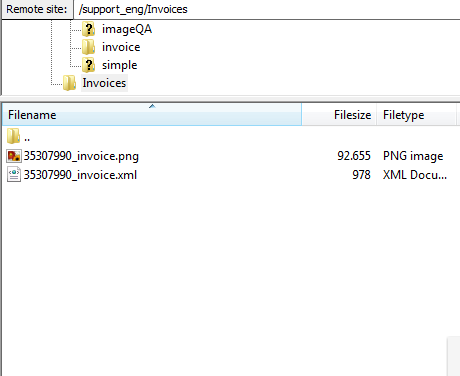 Remote site: /support_eng/Invoices
imageQA
invoice
simple
Invoices
Filename Filesize Filetype
..
35307990_invoice.png 92.655 PNG image
35307990_invoice.xml 978 XML Docu...